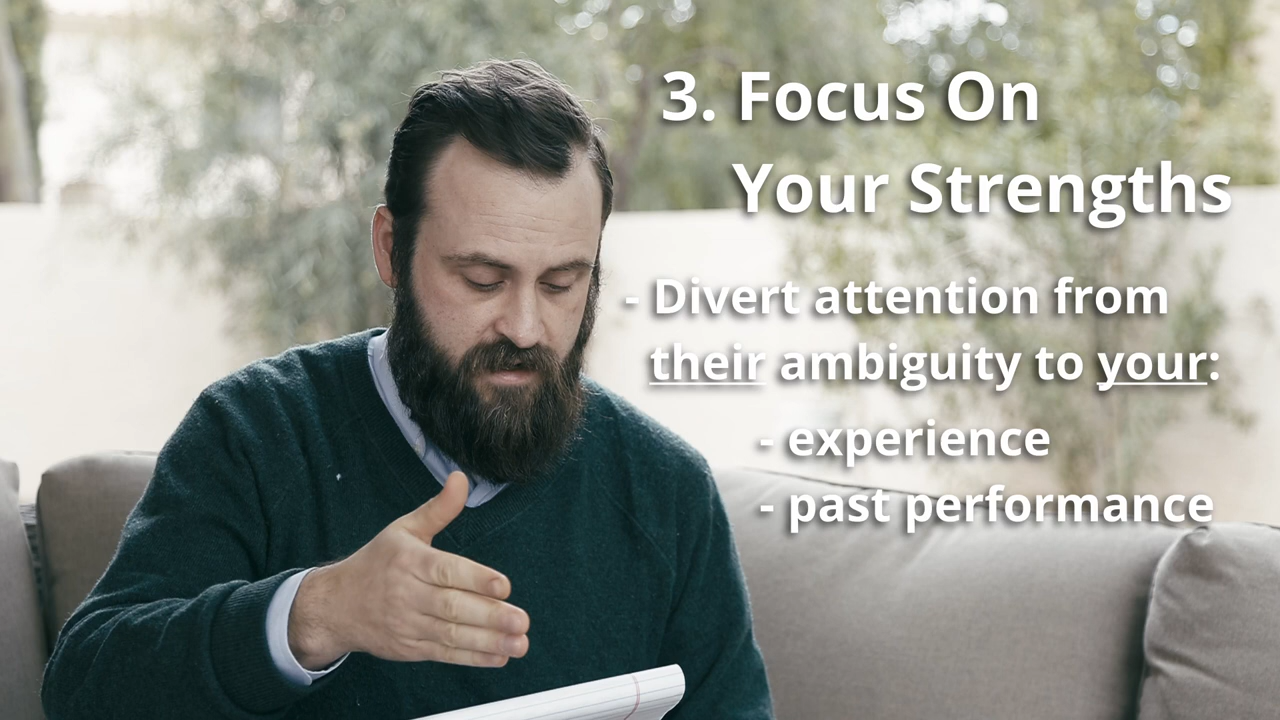 3. Focus On
Your Strengths
- Divert attention from
their ambiguity to your:
- experience
- past performance